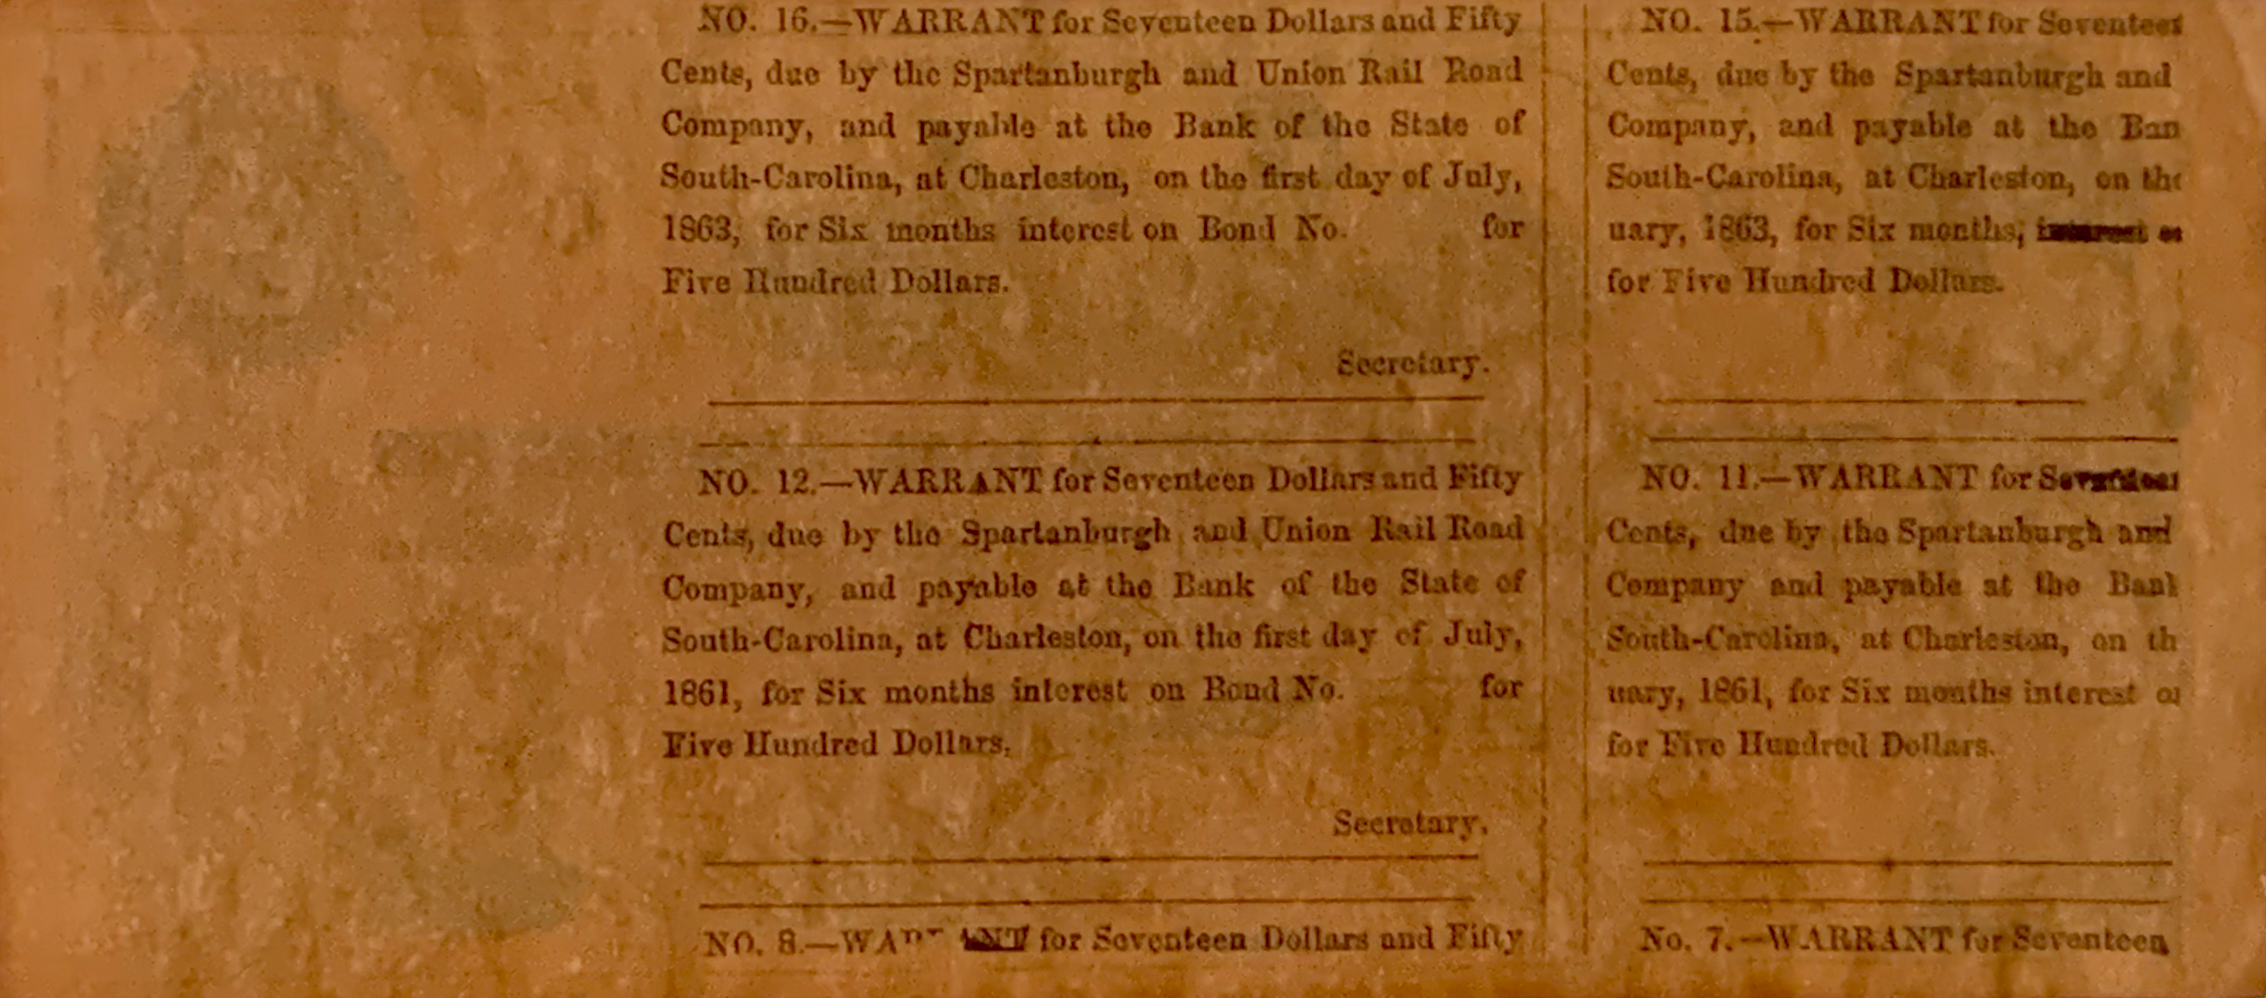 NO. 16.—WARRANT for Seventeen Dollars and Fifty
Cents, due by the Spartanburgh and Union Rail Road
Company, and payable at the Bank of the State of
South-Carolina, at Charleston, on the first day of July,
1863, for Six months interest on Bond No. for
Five Hundred Dollars.
Secretary.
NO. 12.—WARRANT for Seventeen Dollars and Fifty
Cents, due by the Spartanburgh and Union Rail Road
Company, and payable at the Bank of the State of
South-Carolina, at Charleston, on the first day of July,
1861, for Six months interest on Bond No. for
Five Hundred Dollars.
Secretary.
NO. 8.— for Seventeen Dollars and Fifty
NO. 15.—WARRANT for
Cents, due by the Spartanburgh and
Company, and payable at the Ban
South-Carolina, at Charleston, on
uary, 1863, for Six months,
for Five Hundred Dollars.
NO. 11.—WARRANT for
Cents, due by the Spartanburgh and
Company and payable at the
South-Carolina, at Charleston, on th
uary, 1861, for Six months interest
for Five Hundred Dollars.
No. 7.—WARRANT for Seventeen